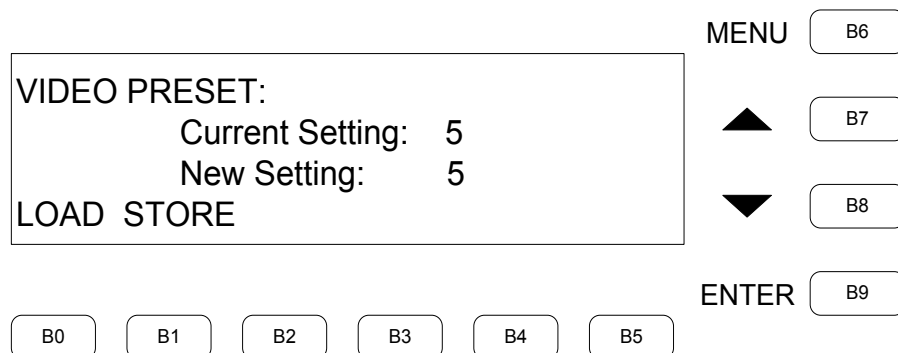 MENU B6
VIDEO PRESET:
B7
Current Setting: 5
New Setting: 5
B8
LOAD STORE
ENTER B9
B0 B1 B2 B3 B4 B5